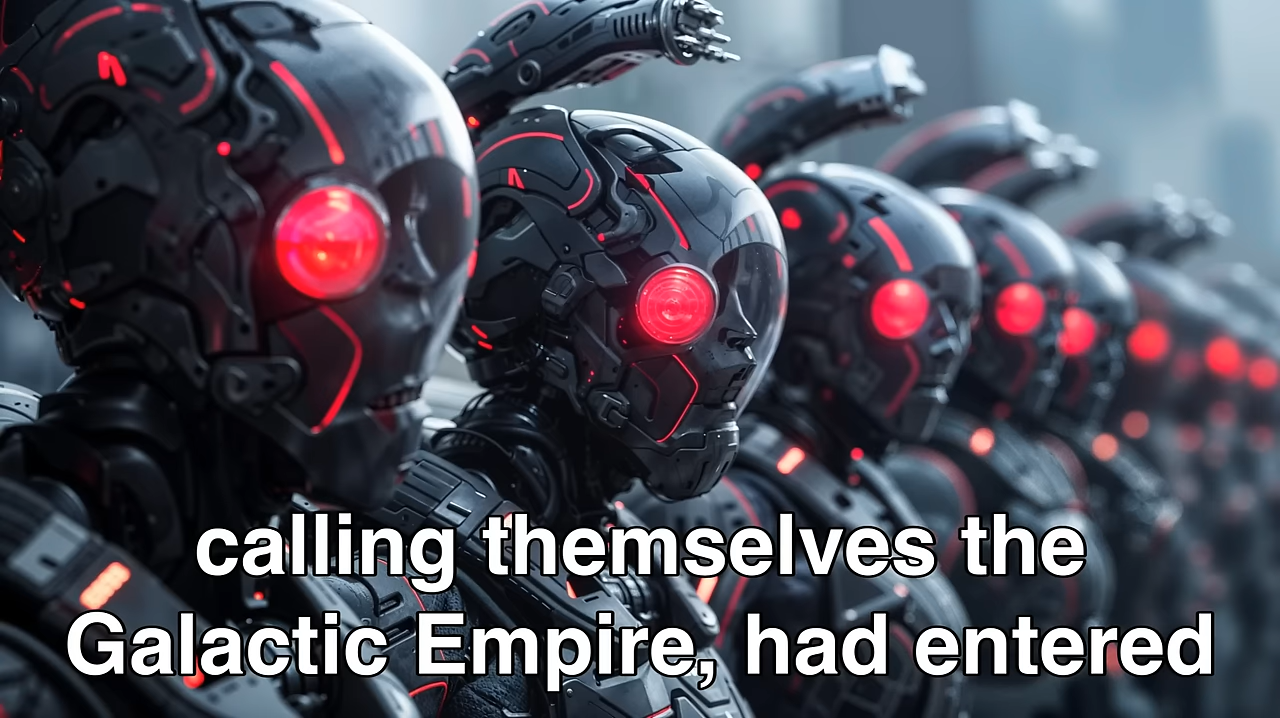 calling themselves the
Galactic Empire, had entered